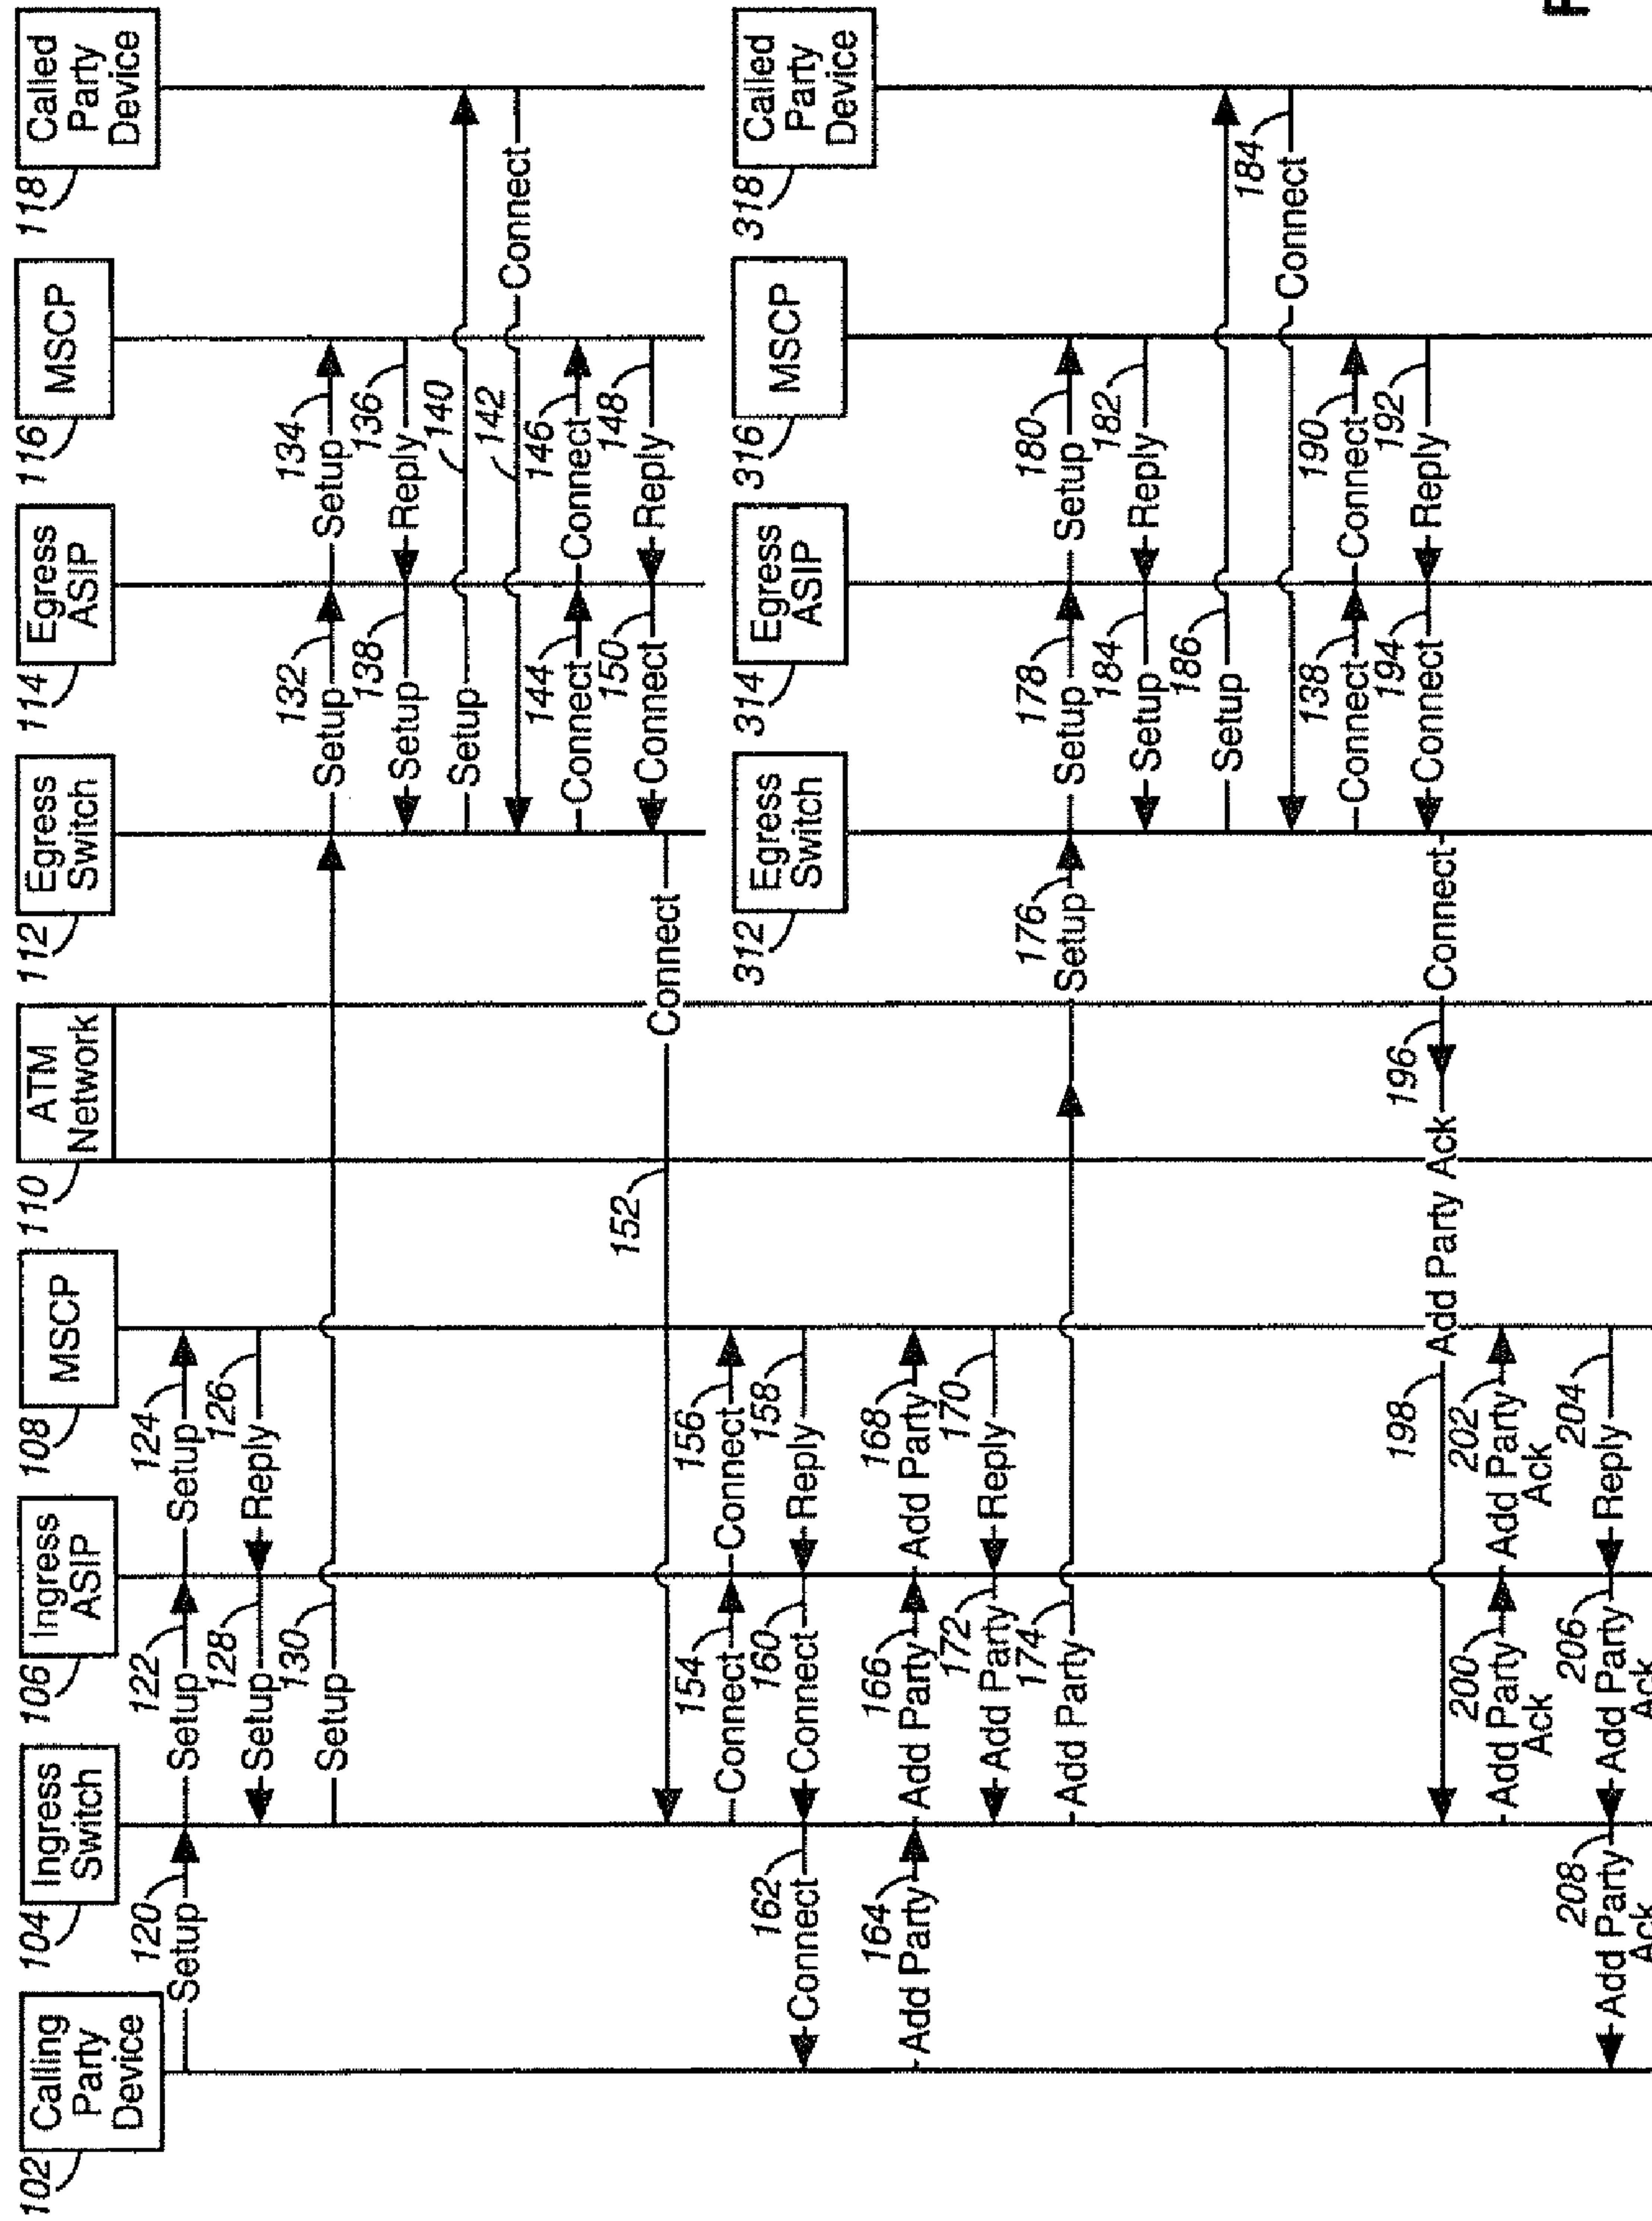 102
Calling
Party
Device
104
Ingress
Switch
106
Ingress
ASIP
108
MSCP
110
ATM
Network
112
Egress
Switch
114
Egress
ASIP
116
MSCP
118
Called
Party
Device
120
Setup
122
Setup
124
Setup
126
Reply
128
Setup
130
Setup
132
Setup
134
Setup
136
Reply
138
Setup
140
Setup
142
Connect
144
Connect
146
Connect
148
Reply
150
Connect
152
Connect
154
Connect
156
Connect
158
Reply
160
Connect
162
Connect
164
Add Party
166
Add Party
168
Add Party
170
Reply
172
Add Party
174
Add Party
312
Egress
Switch
314
Egress
ASIP
316
MSCP
318
Called
Party
Device
176
Setup
178
Setup
180
Setup
182
Reply
184
Setup
186
Setup
184
Connect
138
Connect
190
Connect
192
Reply
194
Connect
196
Connect
198
Add Party Ack
200
Add Party
Ack
202
Add Party
Ack
204
Reply
206
Add Party
Ack
208
Add Party
Ack